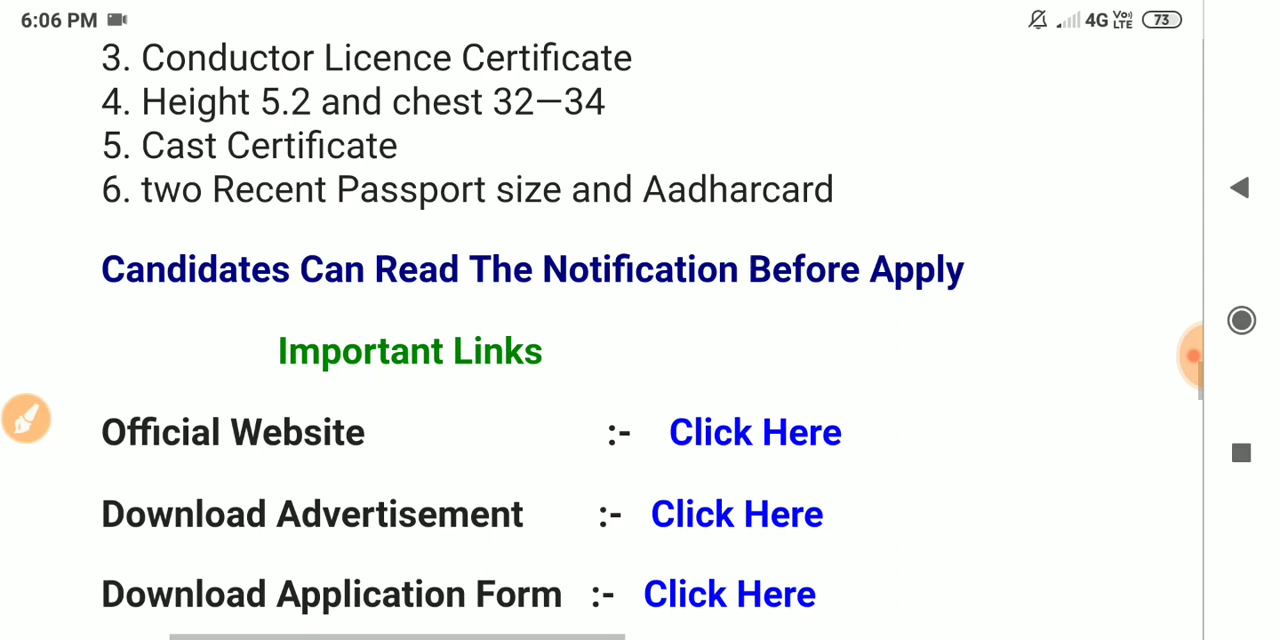 6:06 PM 4G Vo)) LTE 73
3. Conductor Licence Certificate
4. Height 5.2 and chest 32—34
5. Cast Certificate
6. two Recent Passport size and Aadharcard
Candidates Can Read The Notification Before Apply
Important Links
Official Website :- Click Here
Download Advertisement :- Click Here
Download Application Form :- Click Here